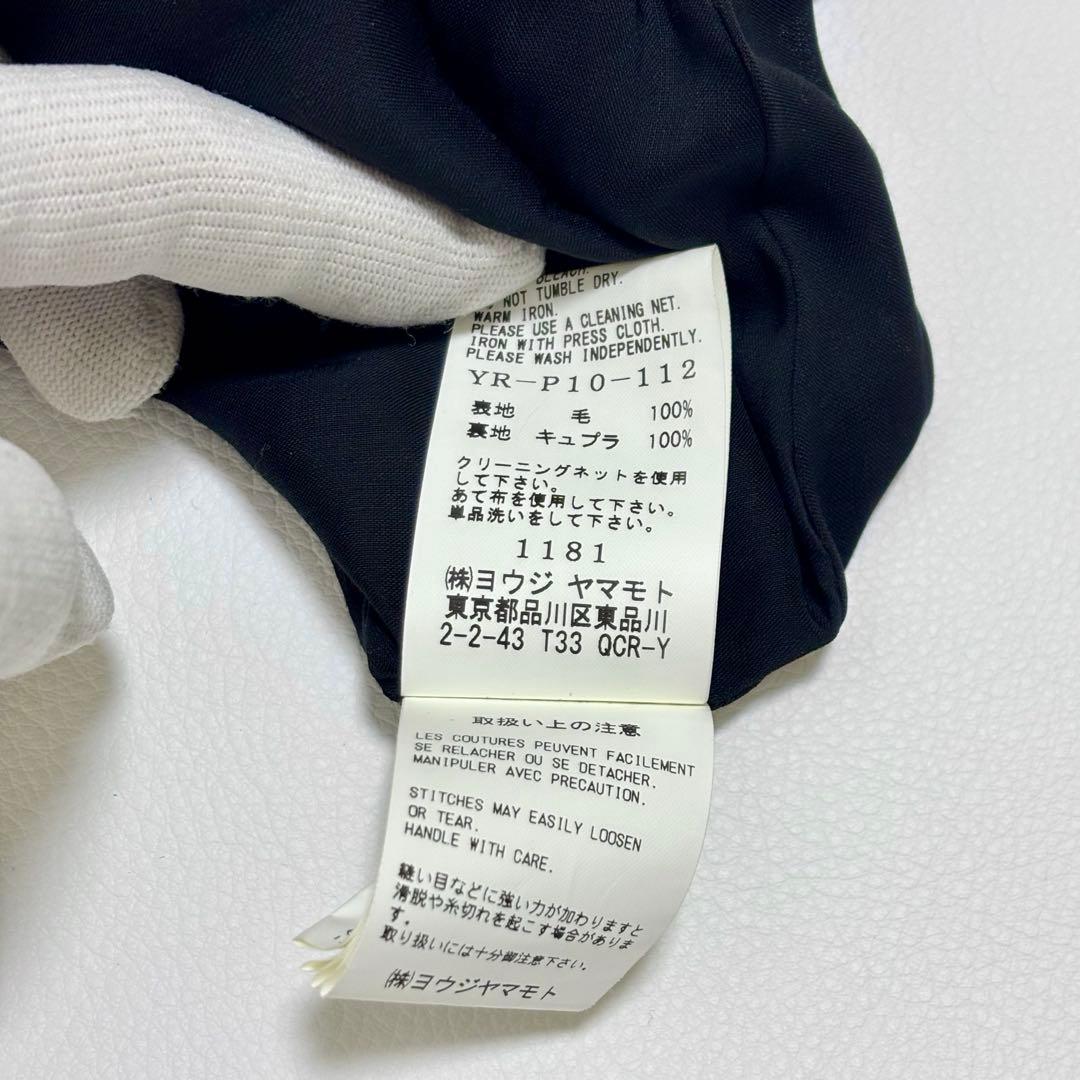 BLEACH.
NOT TUMBLE DRY.
WARM IRON.
PLEASE USE A CLEANING NET.
IRON WITH PRESS CLOTH.
PLEASE WASH INDEPENDENTLY.
YR-P10-112
表地 毛 100%
裏地 キュプラ 100%
クリーニングネットを使用
して下さい。
あて布を使用して下さい。
単品洗いをして下さい。
1181
㈱ヨウジ ヤマモト
東京都品川区東品川
2-2-43 T33 QCR-Y
取扱い上の注意
LES COUTURES PEUVENT FACILEMENT
SE RELACHER OU SE DETACHER.
MANIPULER AVEC PRECAUTION.
STITCHES MAY EASILY LOOSEN
OR TEAR.
HANDLE WITH CARE.
縫い目などに強い力が加わりますと
滑脱や糸切れを起こす場合がありま
す。
取り扱いには十分御注意下さい。
㈱ヨウジヤマモト